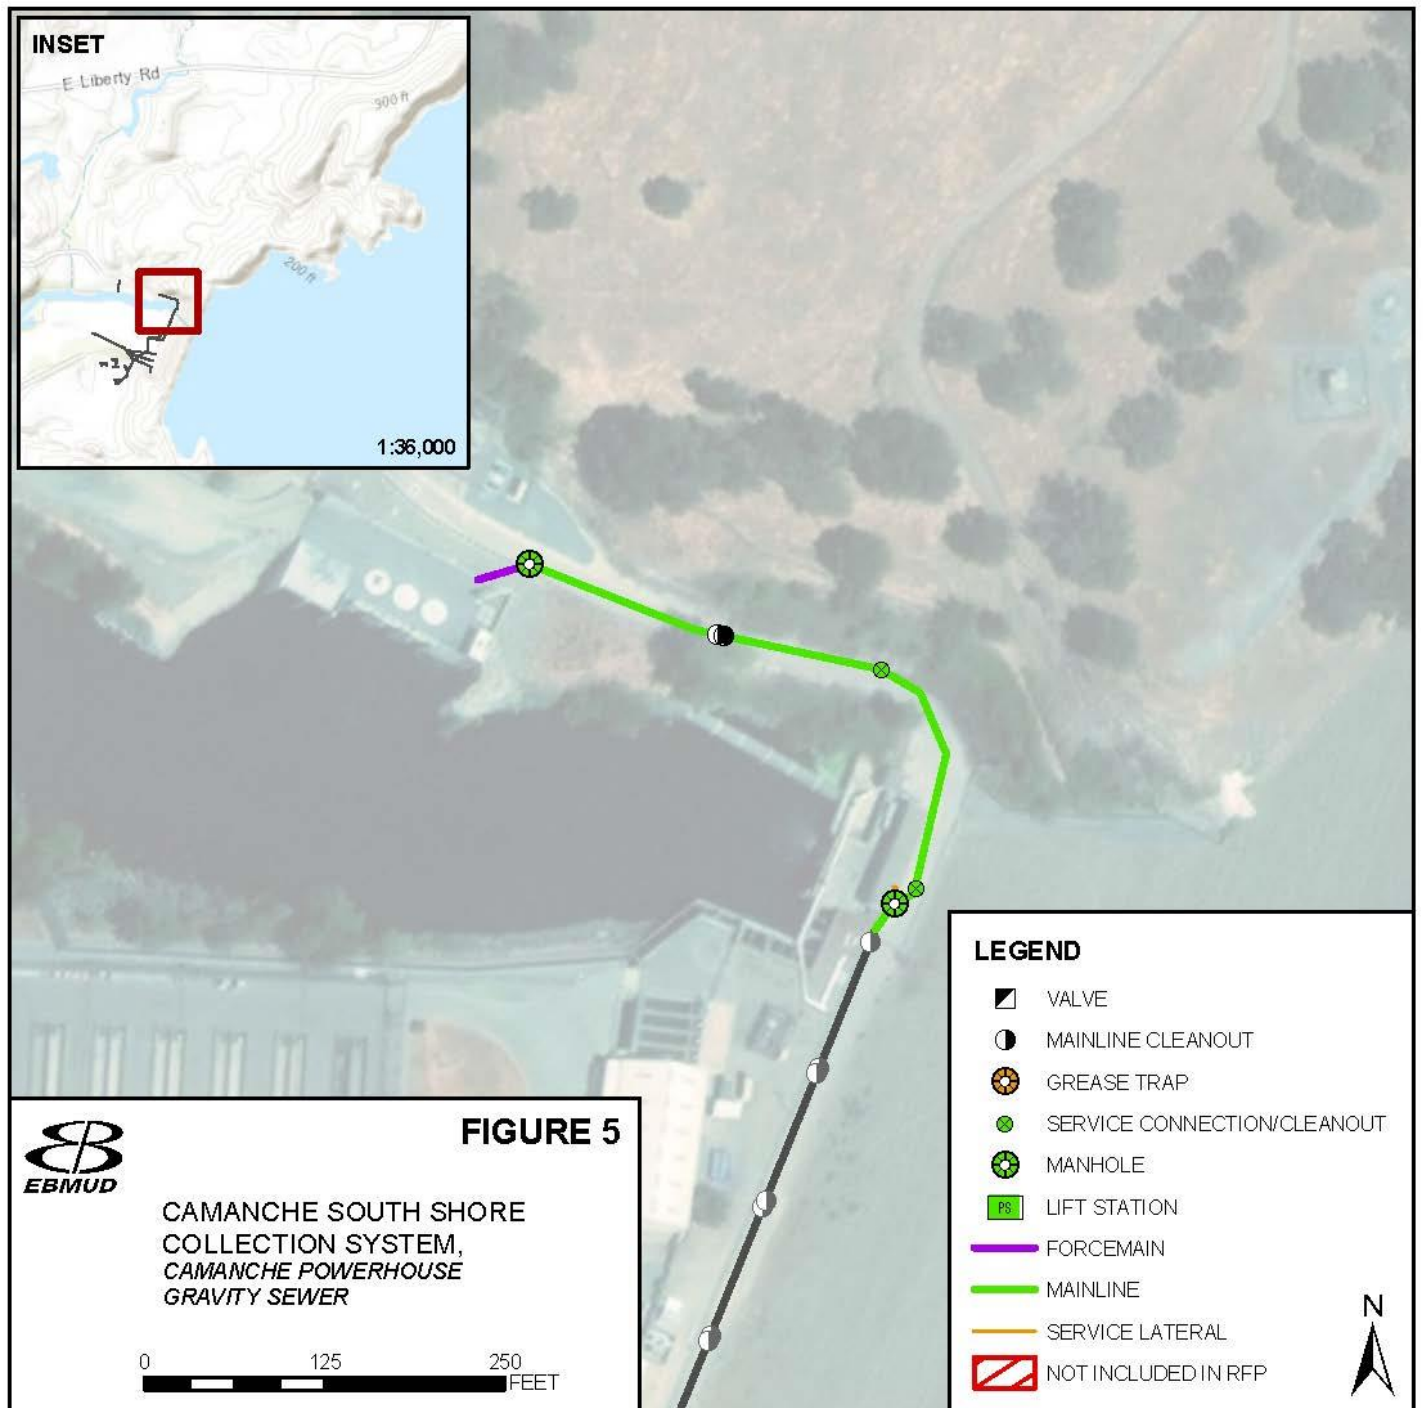 INSET
E Liberty Rd
300 ft
200 ft
1:36,000
EBMUD
FIGURE 5
CAMANCHE SOUTH SHORE
COLLECTION SYSTEM,
CAMANCHE POWERHOUSE
GRAVITY SEWER
0 125 250
FEET
LEGEND
VALVE
MAINLINE CLEANOUT
GREASE TRAP
SERVICE CONNECTION/CLEANOUT
MANHOLE
PS LIFT STATION
FORCEMAIN
MAINLINE
SERVICE LATERAL
NOT INCLUDED IN RFP
N